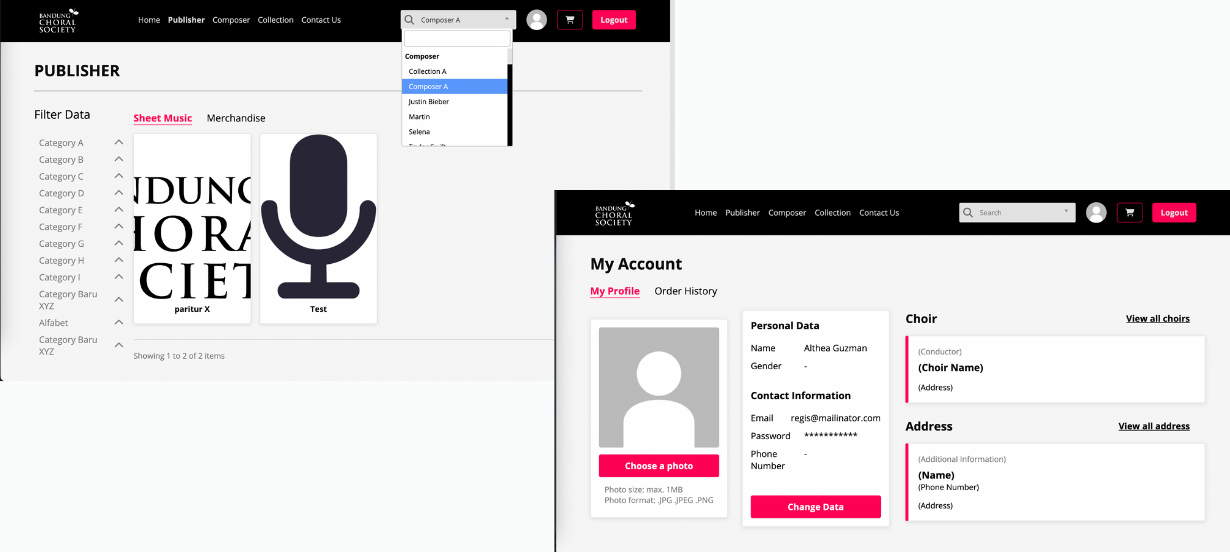 BANDUNG
CHORAL
SOCIETY
Home Publisher Composer Collection Contact Us
Composer A
Logout
Composer
Collection A
Composer A
Justin Bieber
Martin
Selena
PUBLISHER
Filter Data
Category A
Category B
Category C
Category D
Category E
Category F
Category G
Category H
Category I
Category Baru
XYZ
Alfabet
Category Baru
XYZ
Sheet Music Merchandise
NDUNG
HORA
CIET
paritur X
Test
Showing 1 to 2 of 2 items
BANDUNG
CHORAL
SOCIETY
Home Publisher Composer Collection Contact Us
Search
Logout
My Account
My Profile Order History
Choose a photo
Photo size: max. 1MB
Photo format: .JPG .JPEG .PNG
Personal Data
Name Althea Guzman
Gender -
Contact Information
Email regis@mailinator.com
Password ***********
Phone -
Number
Change Data
Choir View all choirs
(Conductor)
(Choir Name)
(Address)
Address View all address
(Additional Information)
(Name)
(Phone Number)
(Address)